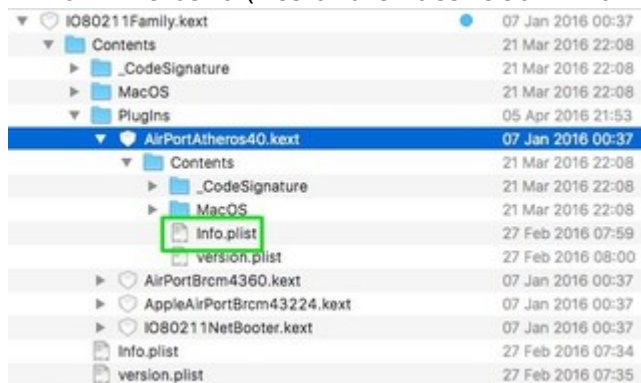 IO80211Family.kext 07 Jan 2016 00:37
Contents 21 Mar 2016 22:08
_CodeSignature 21 Mar 2016 22:08
MacOS 21 Mar 2016 22:08
PlugIns 05 Apr 2016 21:53
AirPortAtheros40.kext 07 Jan 2016 00:37
Contents 21 Mar 2016 22:08
_CodeSignature 21 Mar 2016 22:08
MacOS 21 Mar 2016 22:08
Info.plist 27 Feb 2016 07:59
version.plist 27 Feb 2016 08:00
AirPortBrcm4360.kext 07 Jan 2016 00:37
AppleAirPortBrcm43224.kext 07 Jan 2016 00:37
IO80211NetBooter.kext 07 Jan 2016 00:37
Info.plist 27 Feb 2016 07:34
version.plist 27 Feb 2016 07:35